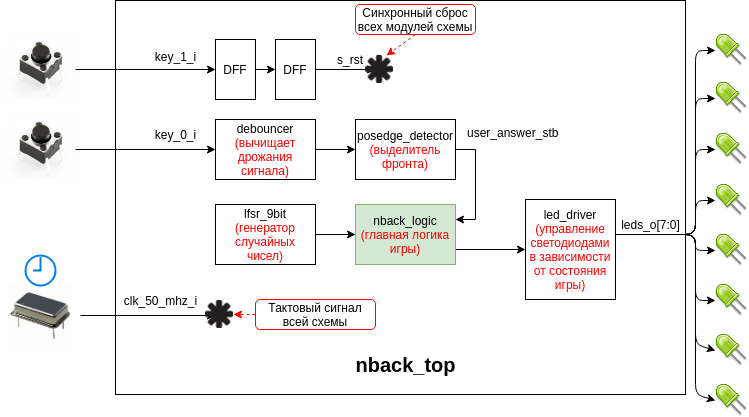 Синхронный сброс
всех модулей схемы
key_1_i
DFF
DFF
s_rst
key_0_i
debouncer
(вычищает
дрожания
сигнала)
posedge_detector
(выделитель
фронта)
user_answer_stb
lfsr_9bit
(генератор
случайных
чисел)
nback_logic
(главная логика
игры)
led_driver
(управление
светодиодами
в зависимости
от состояния
игры)
leds_o[7:0]
clk_50_mhz_i
Тактовый сигнал
всей схемы
nback_top